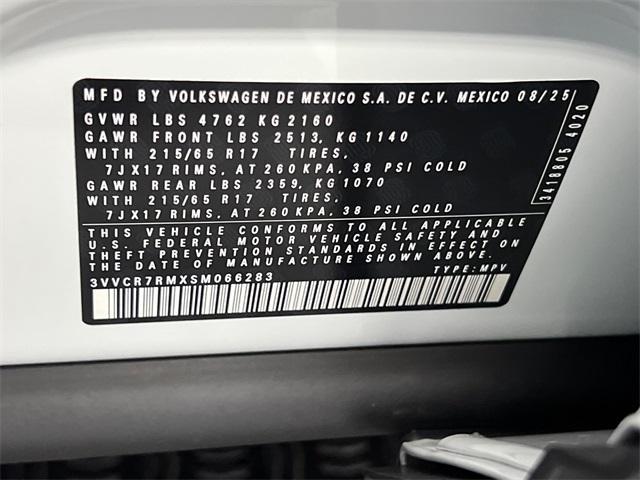 MFD BY VOLKSWAGEN DE MEXICO S.A. DE C.V. MEXICO 08/25
GVWR LBS 4762 KG 2160
GAWR FRONT LBS 2513, KG 1140
WITH 215/65 R17 TIRES,
7JX17 RIMS, AT 260 KPA, 38 PSI COLD
GAWR REAR LBS 2359, KG 1070
WITH 215/65 R17 TIRES,
7JX17 RIMS, AT 260 KPA, 38 PSI COLD
THIS VEHICLE CONFORMS TO ALL APPLICABLE
U.S. FEDERAL MOTOR VEHICLE SAFETY AND
THEFT PREVENTION STANDARDS IN EFFECT ON
THE DATE OF MANUFACTURE SHOWN ABOVE.
3VVCR7RMXSM066283 TYPE: MPV
3418805 4020